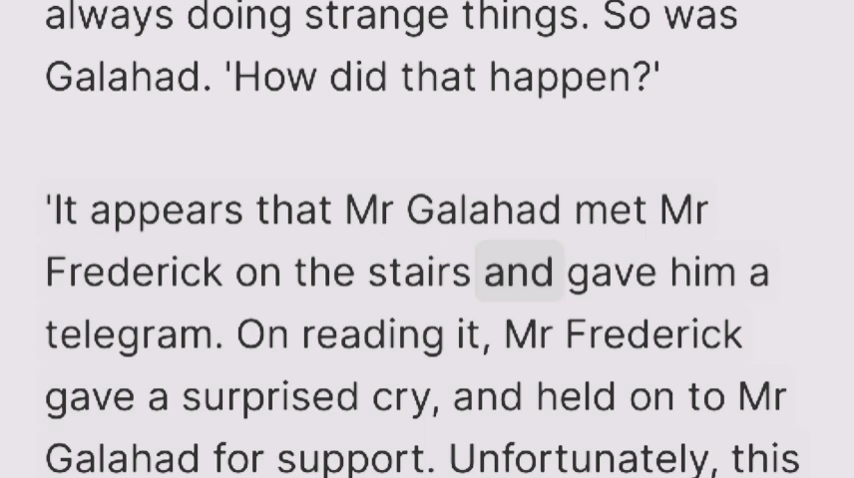 always doing strange things. So was
Galahad. 'How did that happen?'
'It appears that Mr Galahad met Mr
Frederick on the stairs and gave him a
telegram. On reading it, Mr Frederick
gave a surprised cry, and held on to Mr
Galahad for support. Unfortunately, this